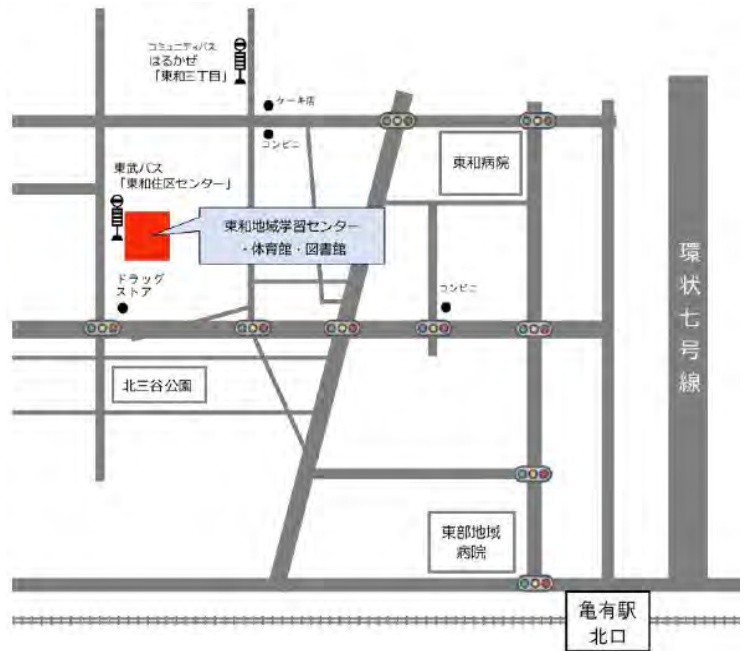 コミュニティバス
はるかぜ
「東和三丁目」
ケーキ店
コンビニ
東和病院
東武バス
「東和住区センター」
東和地域学習センター
・体育館・図書館
環状七号線
ドラッグ
ストア
コンビニ
北三谷公園
東部地域
病院
亀有駅
北口